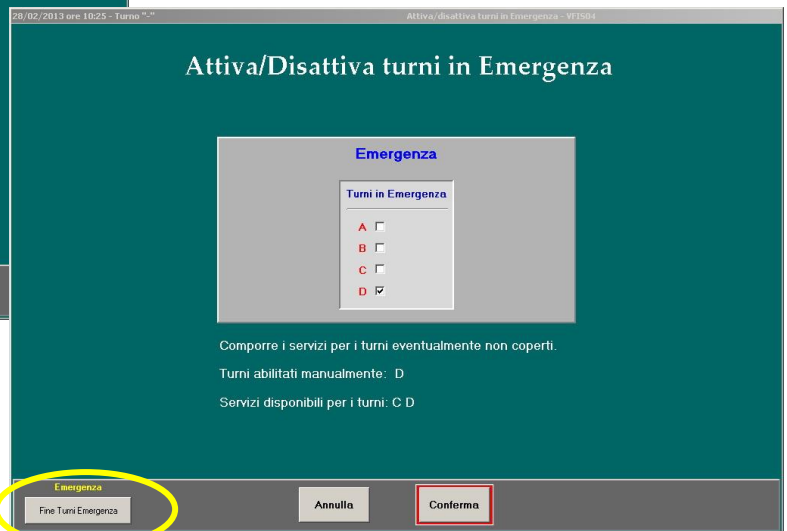 28/02/2013 ore 10:25 - Turno "-"
Attiva/disattiva turni in Emergenza - VFIS04
Attiva/Disattiva turni in Emergenza
Emergenza
Turni in Emergenza
A
B
C
D
Comporre i servizi per i turni eventualmente non coperti.
Turni abilitati manualmente: D
Servizi disponibili per i turni: C D
Emergenza
Fine Turni Emergenza
Annulla
Conferma